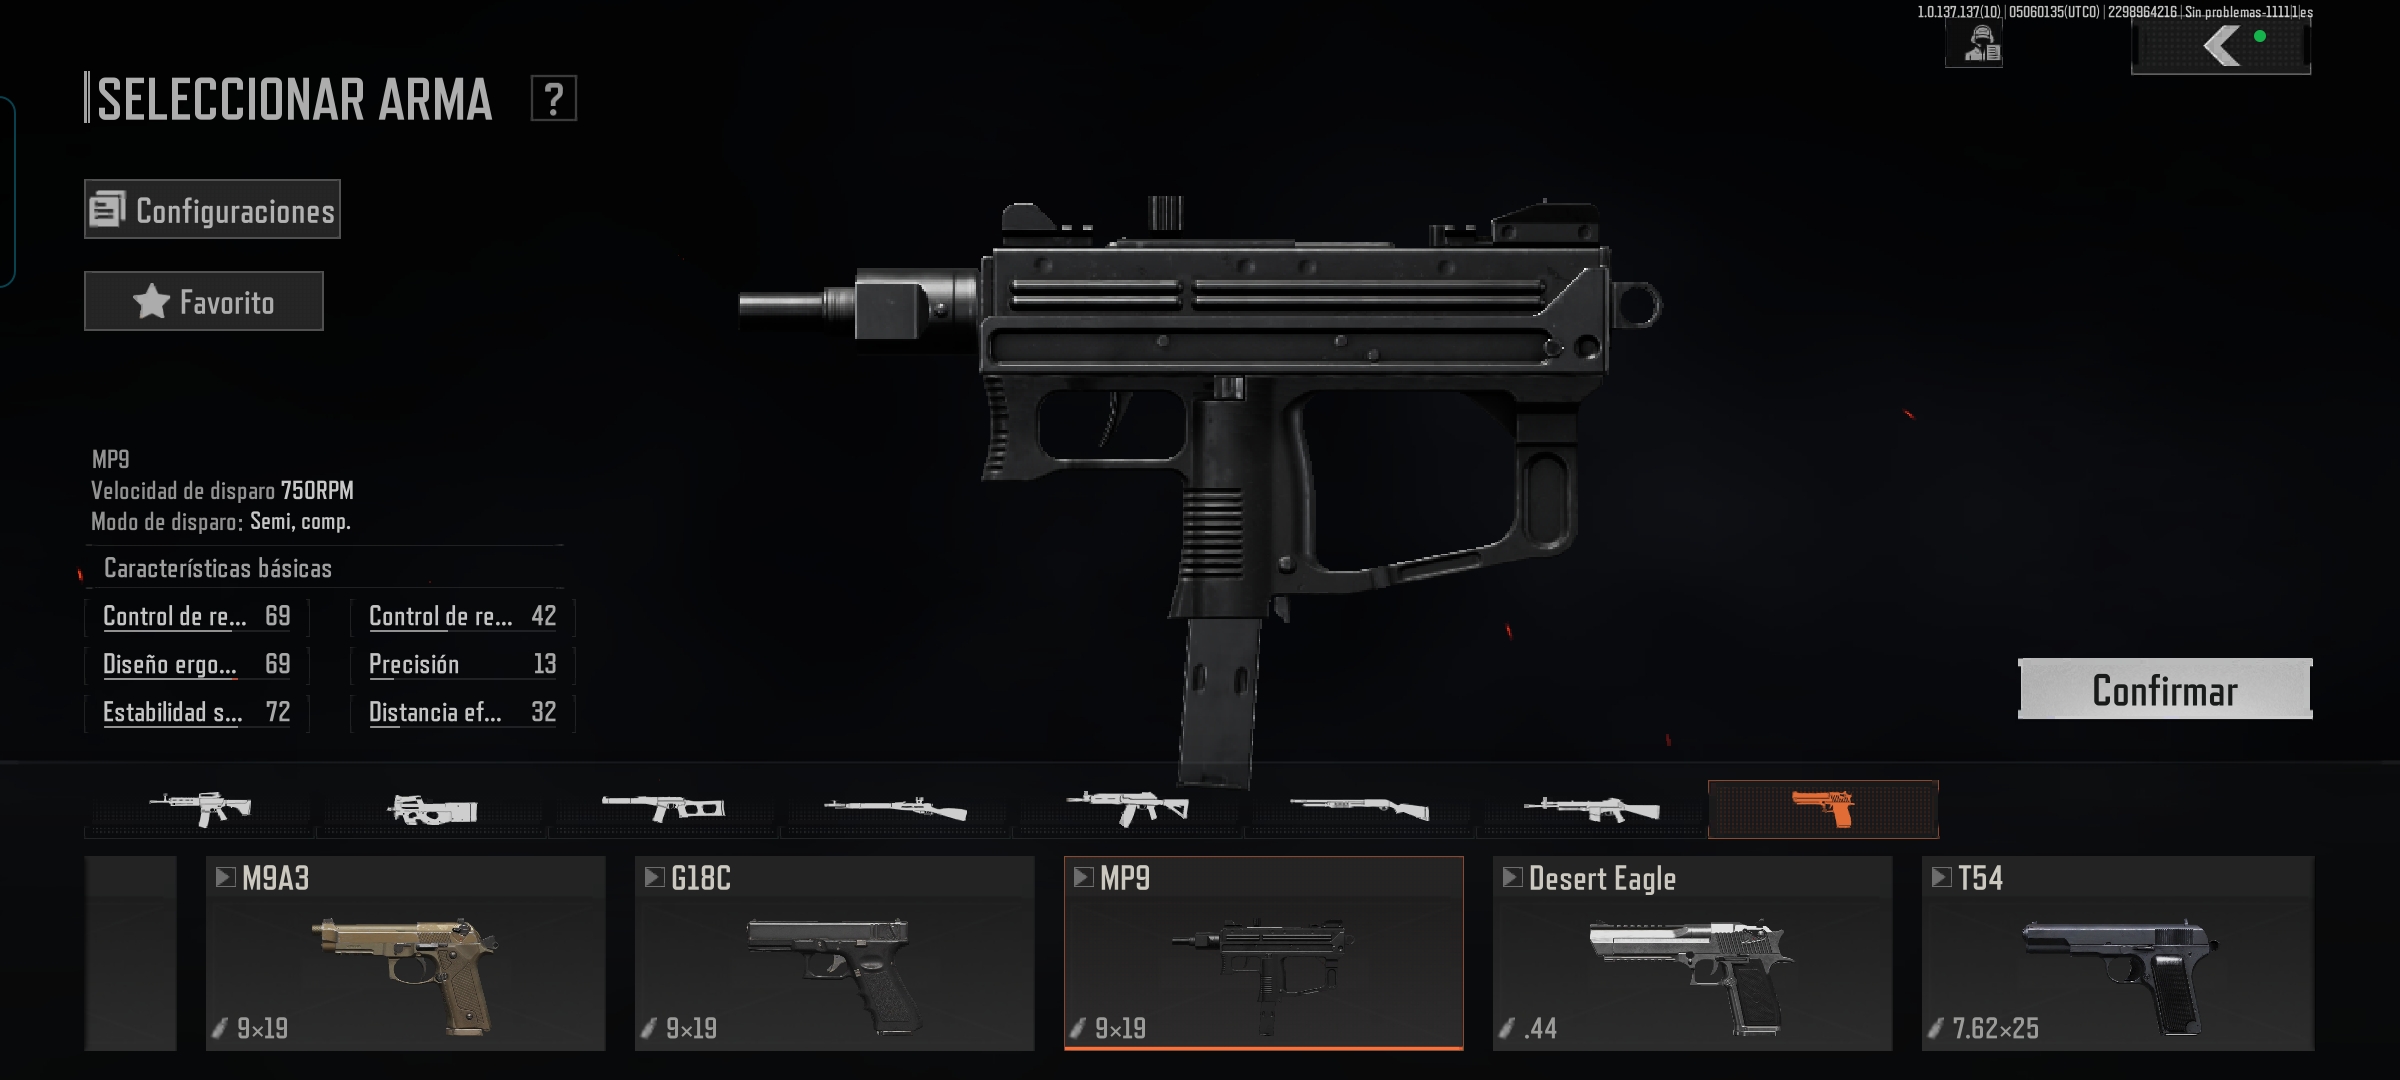 1.0.137.137(10) | 05060135(UTC0) | 2298964216 | Sin problemas-1111|1|es
SELECCIONAR ARMA ?
Configuraciones
Favorito
MP9
Velocidad de disparo 750RPM
Modo de disparo: Semi, comp.
Características básicas
Control de re... 69 Control de re... 42
Diseño ergo... 69 Precisión 13
Estabilidad s... 72 Distancia ef... 32
Confirmar
M9A3 G18C MP9 Desert Eagle T54
9×19 9×19 9×19 .44 7.62×25